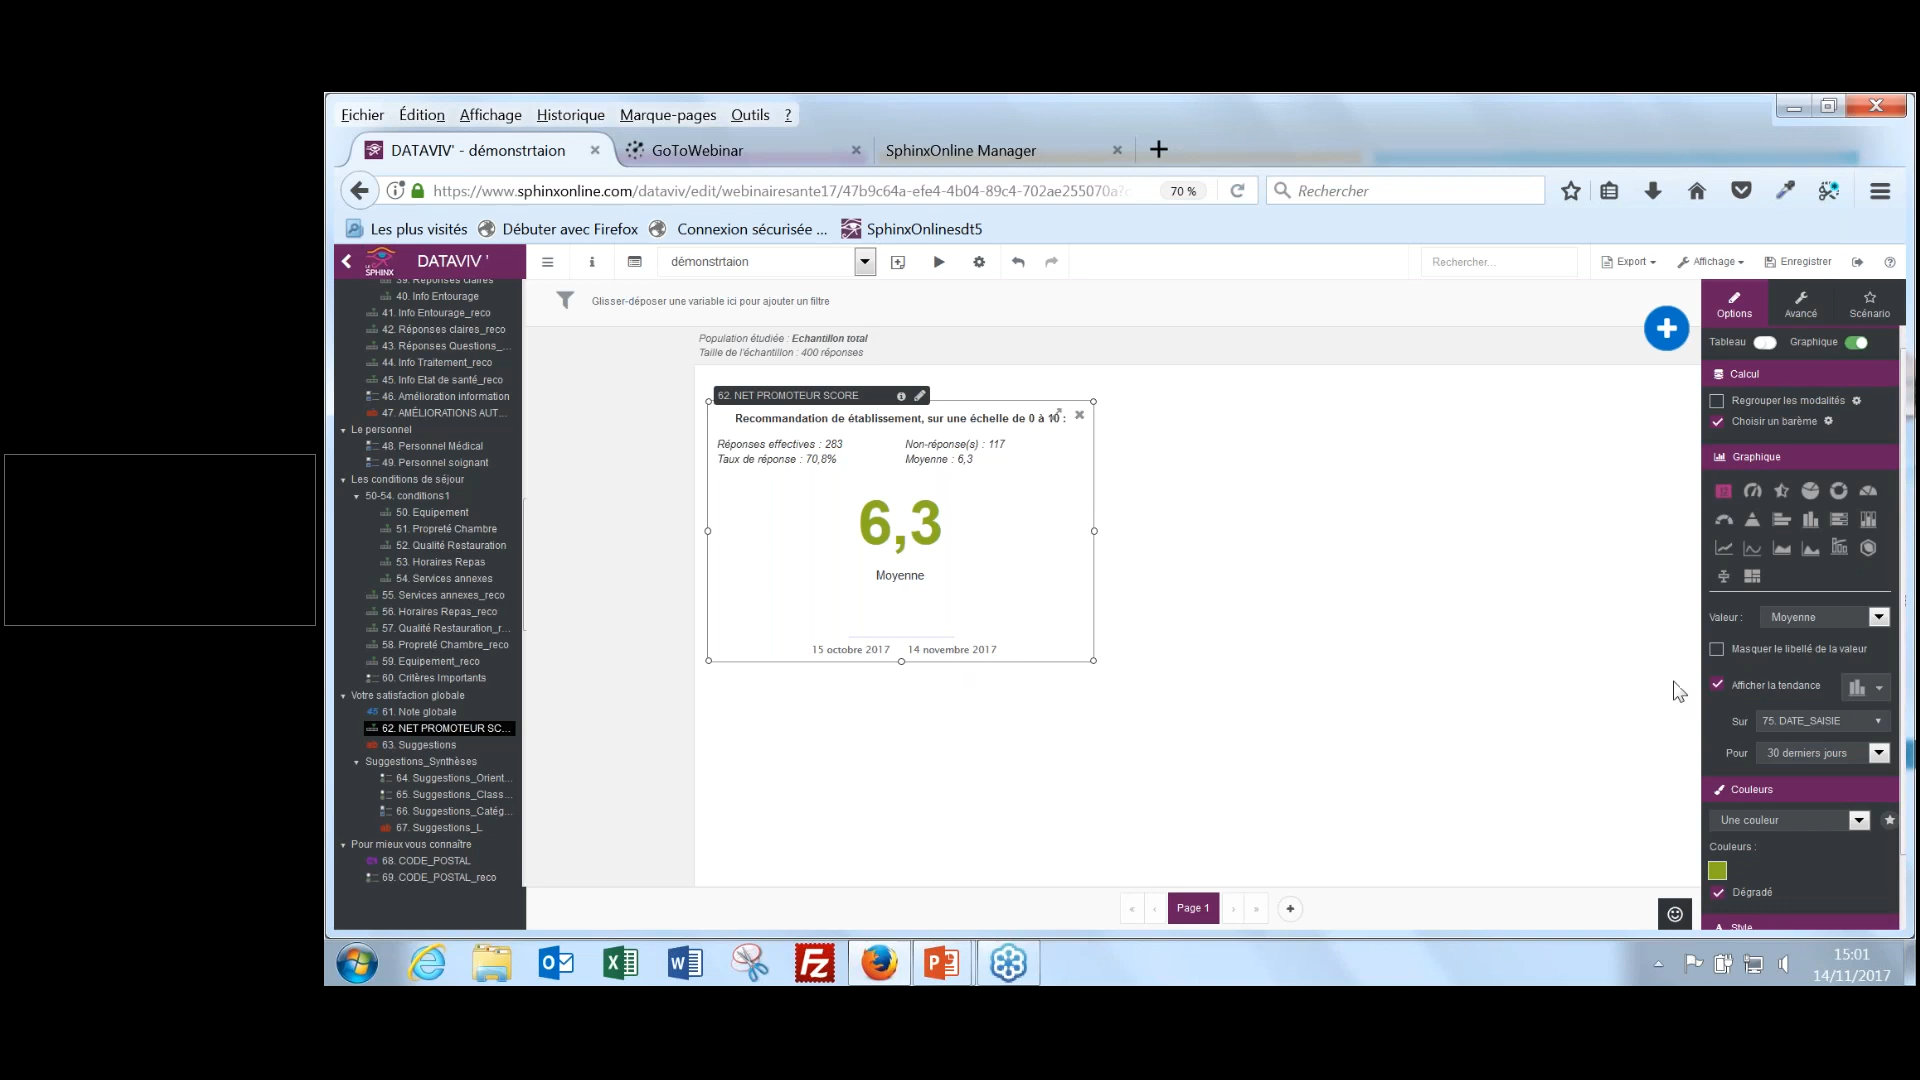 Fichier Édition Affichage Historique Marque-pages Outils ?
DATAVIV' - démonstrtaion
GoToWebinar
SphinxOnline Manager
https://www.sphinxonline.com/dataviv/edit/webinairesante17/47b9c64a-efe4-4b04-89c4-702ae255070a?c
70 %
Rechercher
Les plus visités
Débuter avec Firefox
Connexion sécurisée ...
SphinxOnlinesdt5
SPHINX
DATAVIV '
démonstrtaion
Rechercher...
Export
Affichage
Enregistrer
39. Réponses claires
40. Info Entourage
41. Info Entourage_reco
42. Réponses claires_reco
43. Réponses Questions_...
44. Info Traitement_reco
45. Info Etat de santé_reco
46. Amélioration information
47. AMÉLIORATIONS AUT...
Le personnel
48. Personnel Médical
49. Personnel soignant
Les conditions de séjour
50-54. conditions1
50. Equipement
51. Propreté Chambre
52. Qualité Restauration
53. Horaires Repas
54. Services annexes
55. Services annexes_reco
56. Horaires Repas_reco
57. Qualité Restauration_r...
58. Propreté Chambre_reco
59. Equipement_reco
60. Critères Importants
Votre satisfaction globale
61. Note globale
62. NET PROMOTEUR SC...
63. Suggestions
Suggestions_Synthèses
64. Suggestions_Orient...
65. Suggestions_Class...
66. Suggestions_Catég...
67. Suggestions_L
Pour mieux vous connaître
68. CODE_POSTAL
69. CODE_POSTAL_reco
Glisser-déposer une variable ici pour ajouter un filtre
Population étudiée : Echantillon total
Taille de l'échantillon : 400 réponses
62. NET PROMOTEUR SCORE
Recommandation de établissement, sur une échelle de 0 à 10 :
Réponses effectives : 283
Non-réponse(s) : 117
Taux de réponse : 70,8%
Moyenne : 6,3
6,3
Moyenne
15 octobre 2017
14 novembre 2017
Page 1
Options
Avancé
Scénario
Tableau
Graphique
Calcul
Regrouper les modalités
Choisir un barème
Graphique
12
Valeur :
Moyenne
Masquer le libellé de la valeur
Afficher la tendance
Sur
75. DATE_SAISIE
Pour
30 derniers jours
Couleurs
Une couleur
Couleurs :
Dégradé
Style
15:01
14/11/2017